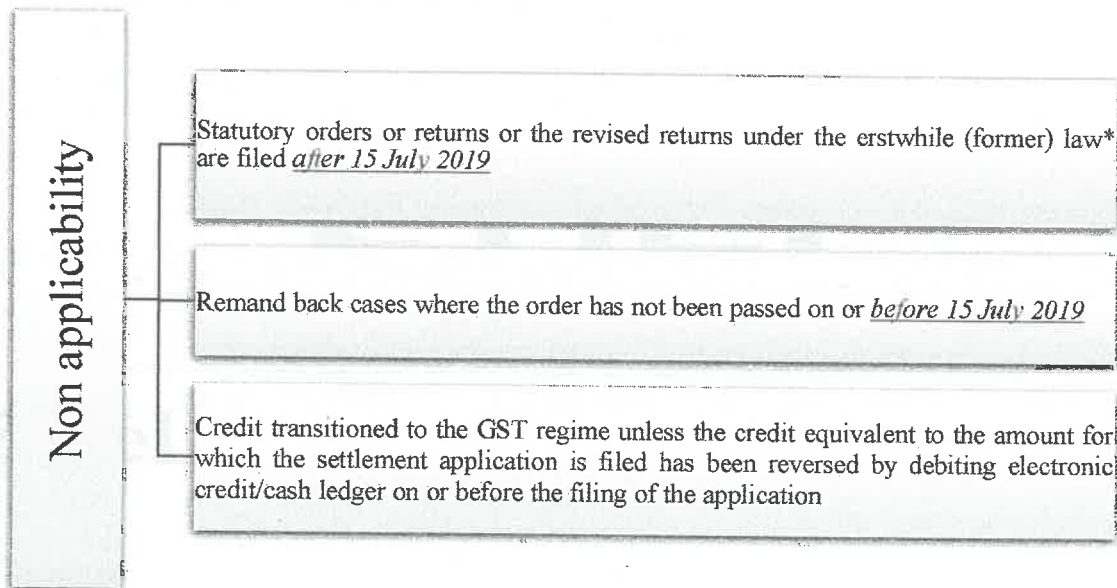 Non applicability
Statutory orders or returns or the revised returns under the erstwhile (former) law*
are filed after 15 July 2019
Remand back cases where the order has not been passed on or before 15 July 2019
Credit transitioned to the GST regime unless the credit equivalent to the amount for
which the settlement application is filed has been reversed by debiting electronic
credit/cash ledger on or before the filing of the application